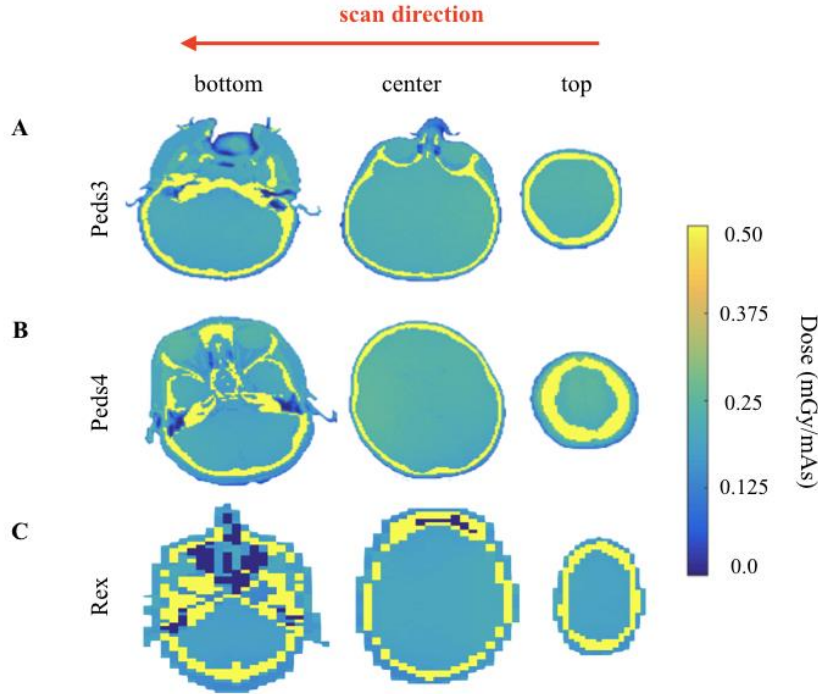 scan direction
bottom center top
A
Peds3
B
Peds4
C
Rex
0.50
0.375
0.25
0.125
0.0
Dose (mGy/mAs)